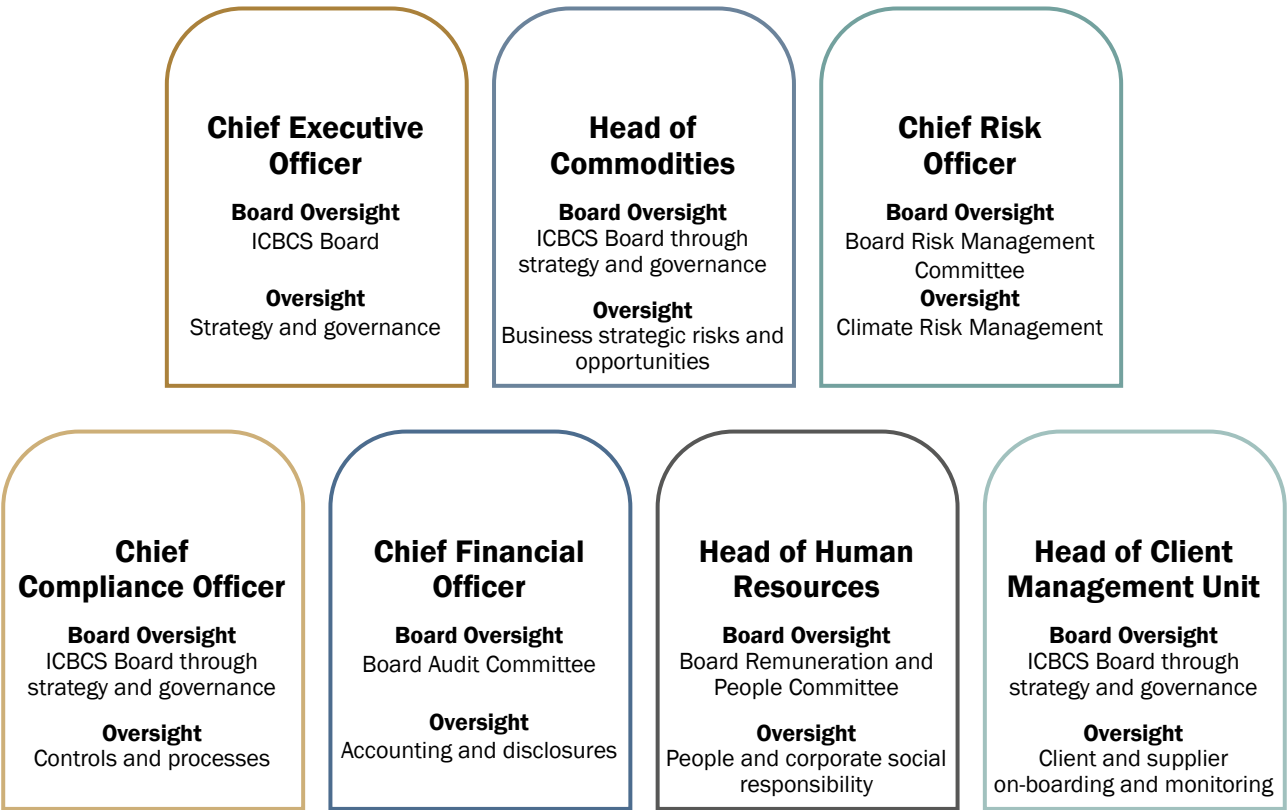 Chief Executive
Officer
Board Oversight
ICBCS Board
Oversight
Strategy and governance
Head of
Commodities
Board Oversight
ICBCS Board through
strategy and governance
Oversight
Business strategic risks and
opportunities
Chief Risk
Officer
Board Oversight
Board Risk Management
Committee
Oversight
Climate Risk Management
Chief
Compliance Officer
Board Oversight
ICBCS Board through
strategy and governance
Oversight
Controls and processes
Chief Financial
Officer
Board Oversight
Board Audit Committee
Oversight
Accounting and disclosures
Head of Human
Resources
Board Oversight
Board Remuneration and
People Committee
Oversight
People and corporate social
responsibility
Head of Client
Management Unit
Board Oversight
ICBCS Board through
strategy and governance
Oversight
Client and supplier
on-boarding and monitoring